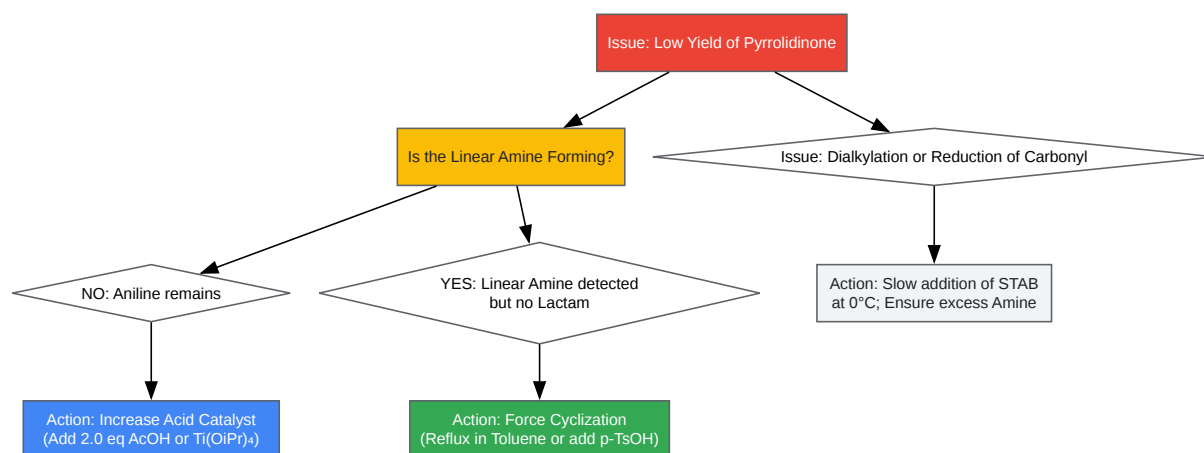 Issue: Low Yield of Pyrrolidinone
Is the Linear Amine Forming?
Issue: Dialkylation or Reduction of Carbonyl
NO: Aniline remains
YES: Linear Amine detected
but no Lactam
Action: Slow addition of STAB
at 0°C; Ensure excess Amine
Action: Increase Acid Catalyst
(Add 2.0 eq AcOH or Ti(OiPr)₄)
Action: Force Cyclization
(Reflux in Toluene or add p-TsOH)